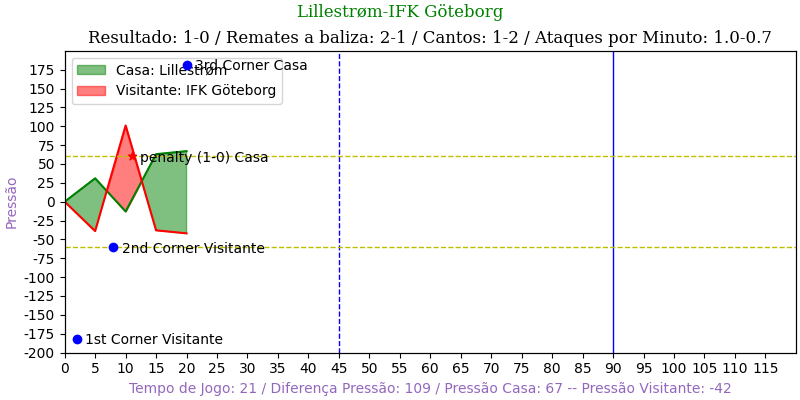 Lillestrøm-IFK Göteborg
Resultado: 1-0 / Remates a baliza: 2-1 / Cantos: 1-2 / Ataques por Minuto: 1.0-0.7
Casa: Lillestrøm
Visitante: IFK Göteborg
3rd Corner Casa
penalty (1-0) Casa
2nd Corner Visitante
1st Corner Visitante
Pressão
175
150
125
100
75
50
25
0
-25
-50
-75
-100
-125
-150
-175
-200
0 5 10 15 20 25 30 35 40 45 50 55 60 65 70 75 80 85 90 95 100 105 110 115
Tempo de Jogo: 21 / Diferença Pressão: 109 / Pressão Casa: 67 -- Pressão Visitante: -42